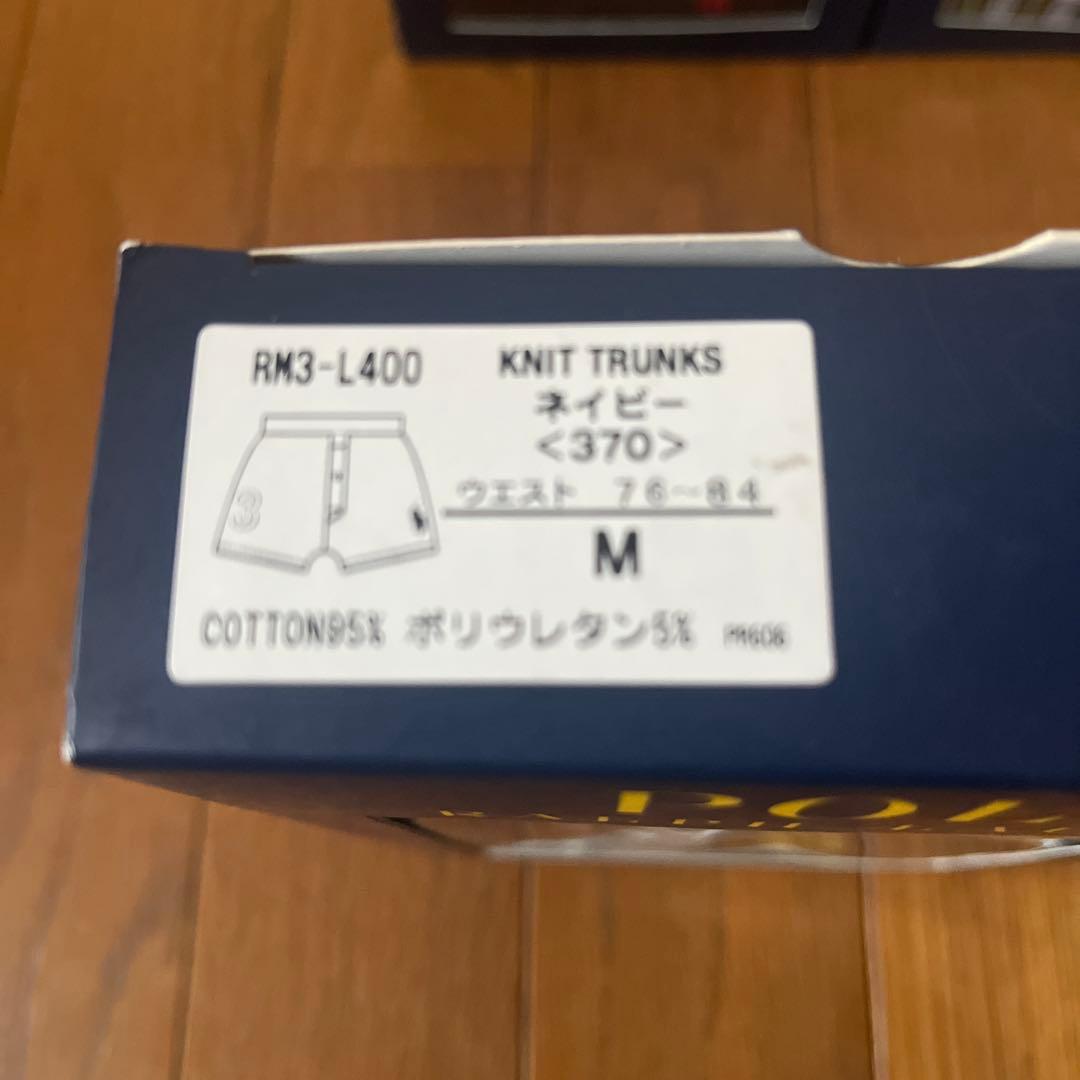 RM3-L400
KNIT TRUNKS
ネイビー
<370>
ウエスト 76~84
M
3
COTTON95% ポリウレタン5%